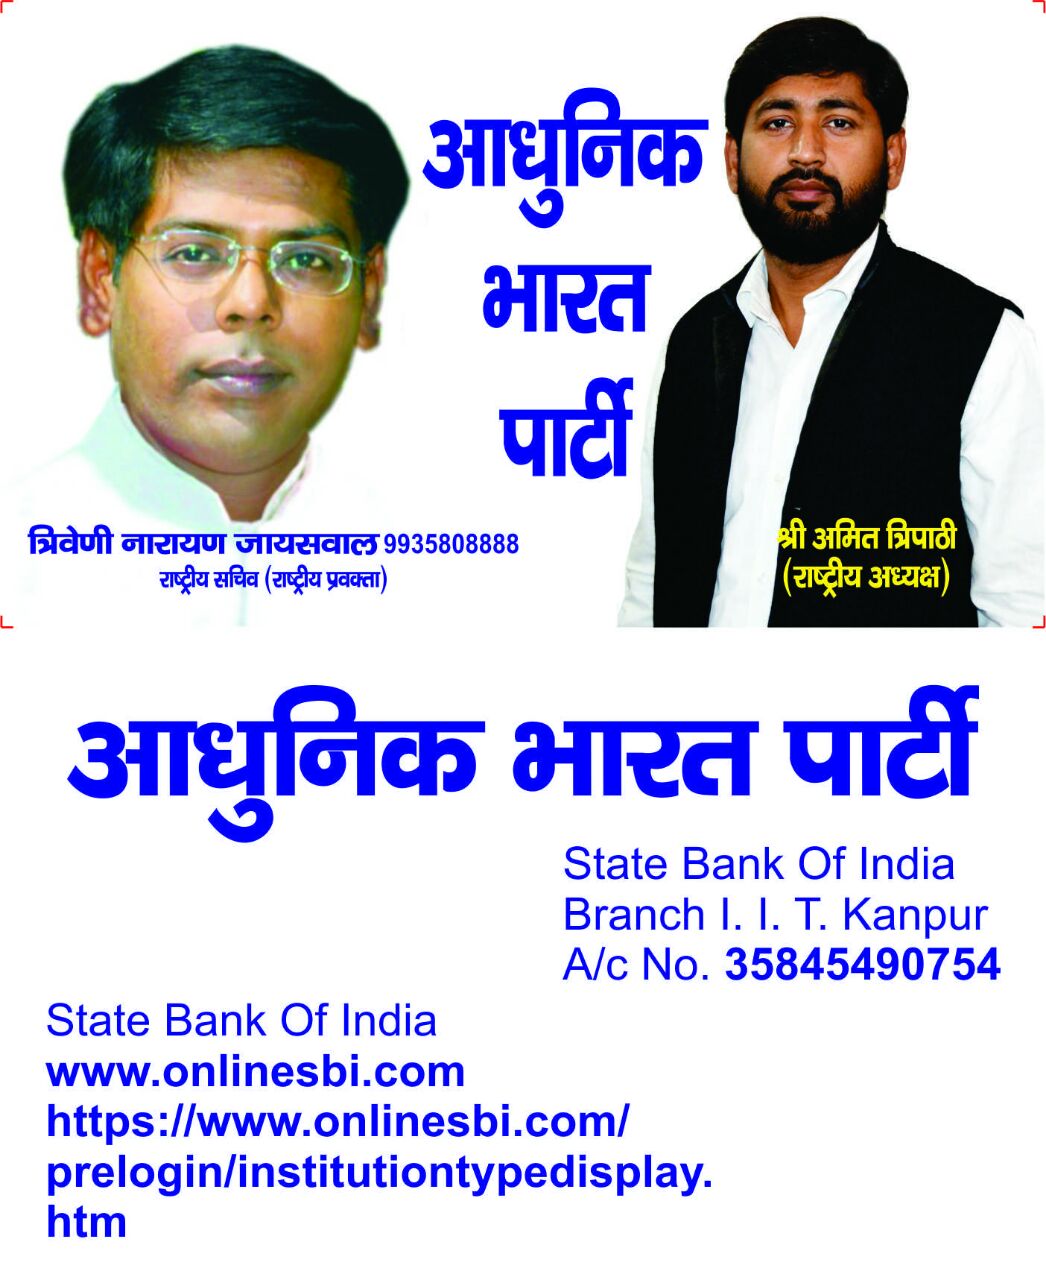 आधुनिक
भारत
पार्टी
त्रिवेणी नारायण जायसवाल 9935808888
राष्ट्रीय सचिव (राष्ट्रीय प्रवक्ता)
श्री अमित त्रिपाठी
(राष्ट्रीय अध्यक्ष)
आधुनिक भारत पार्टी
State Bank Of India
Branch I. I. T. Kanpur
A/c No. 35845490754
State Bank Of India
www.onlinesbi.com
https://www.onlinesbi.com/
prelogin/institutiontypedisplay.
htm